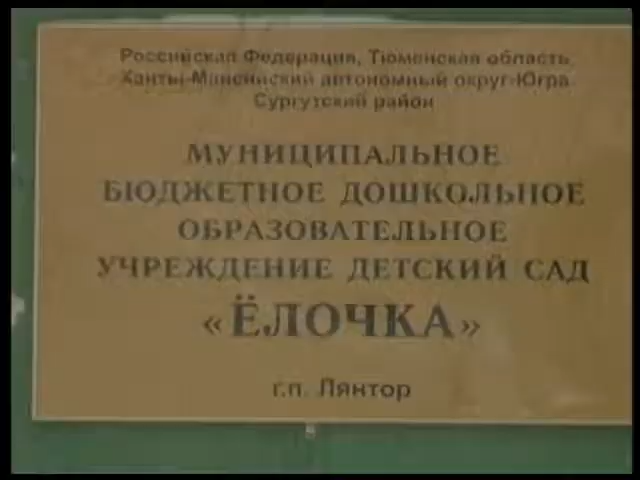 Российская Федерация, Тюменская область
Ханты-Мансийский автономный округ-Югра
Сургутский район
МУНИЦИПАЛЬНОЕ
БЮДЖЕТНОЕ ДОШКОЛЬНОЕ
ОБРАЗОВАТЕЛЬНОЕ
УЧРЕЖДЕНИЕ ДЕТСКИЙ САД
«ЁЛОЧКА»
г.п. Лянтор